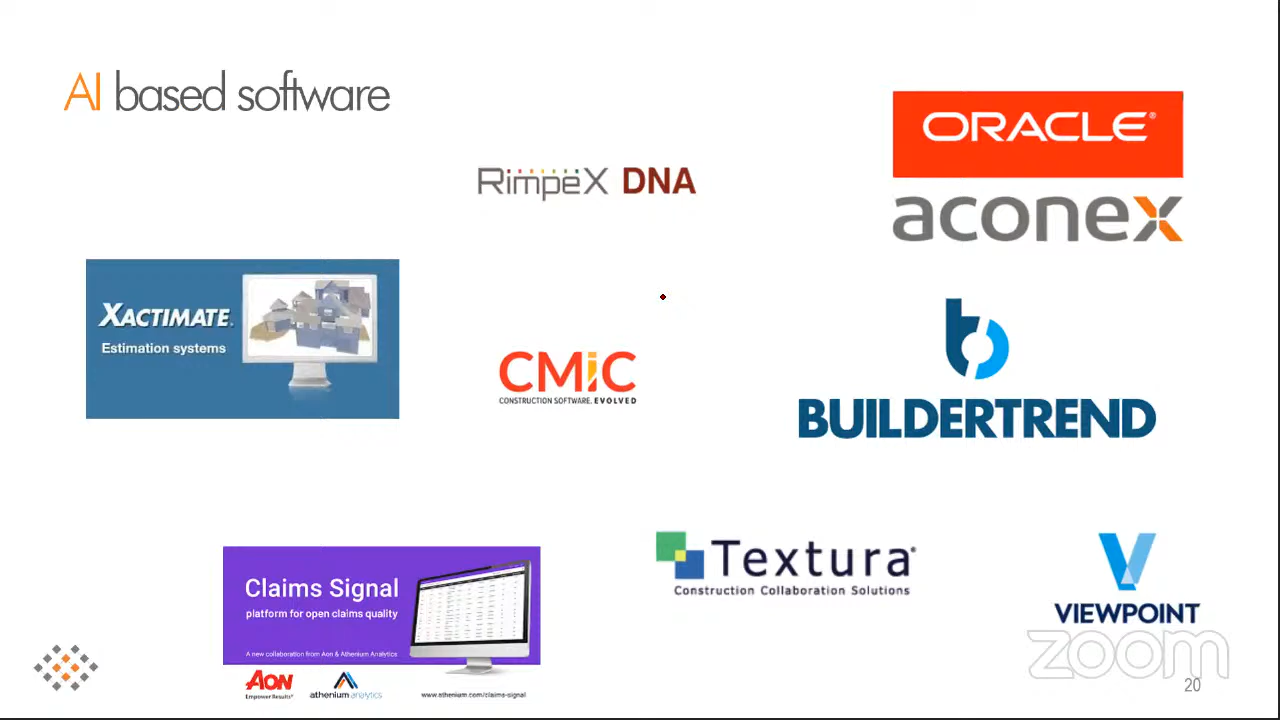 AI based software
ORACLE®
aconex
RimpeX DNA
XACTIMATE.
Estimation systems
CMiC
CONSTRUCTION SOFTWARE. EVOLVED
b
BUILDERTREND
Claims Signal
platform for open claims quality
A new collaboration from Aon & Athenium Analytics
AON
Empower Results®
athenium analytics
www.athenium.com/claims-signal
Textura®
Construction Collaboration Solutions
V
VIEWPOINT
zoom
20